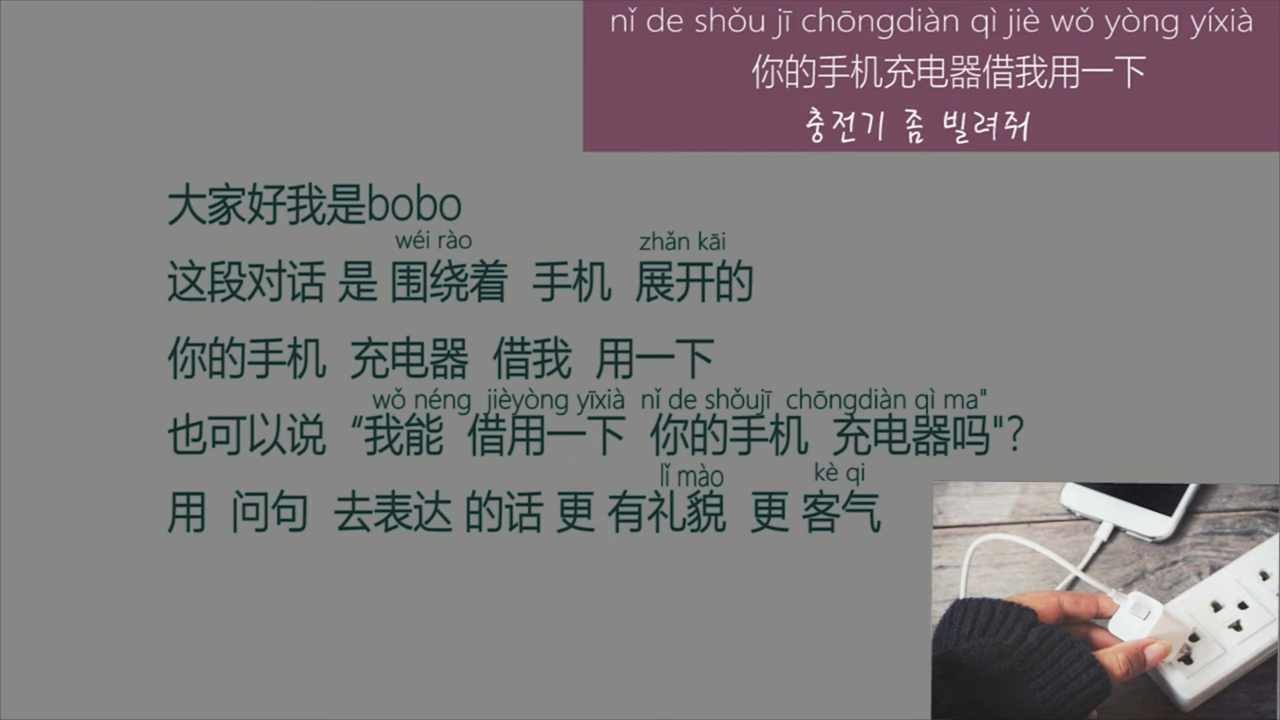 nǐ de shǒu jī chōngdiàn qì jiè wǒ yòng yíxià
你的手机充电器借我用一下
충전기 좀 빌려줘
大家好我是bobo
wéi rào zhǎn kāi
这段对话 是 围绕着 手机 展开的
你的手机 充电器 借我 用一下
wǒ néng jièyòng yīxià nǐ de shǒujī chōngdiàn qì ma"
也可以说 “我能 借用一下 你的手机 充电器吗"?
lǐ mào kè qi
用 问句 去表达 的话 更 有礼貌 更 客气